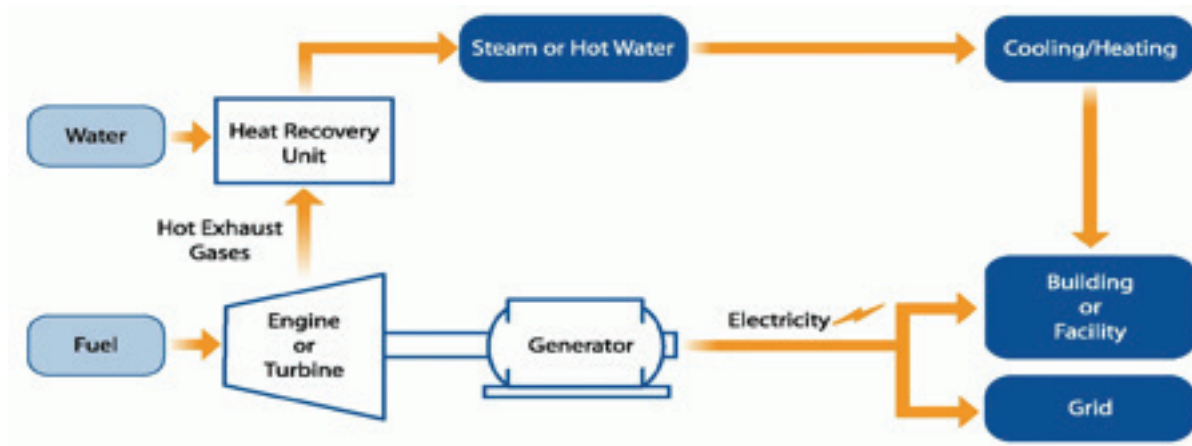 Steam or Hot Water
Cooling/Heating
Water
Heat Recovery
Unit
Hot Exhaust
Gases
Fuel
Engine
or
Turbine
Generator
Electricity
Building
or
Facility
Grid